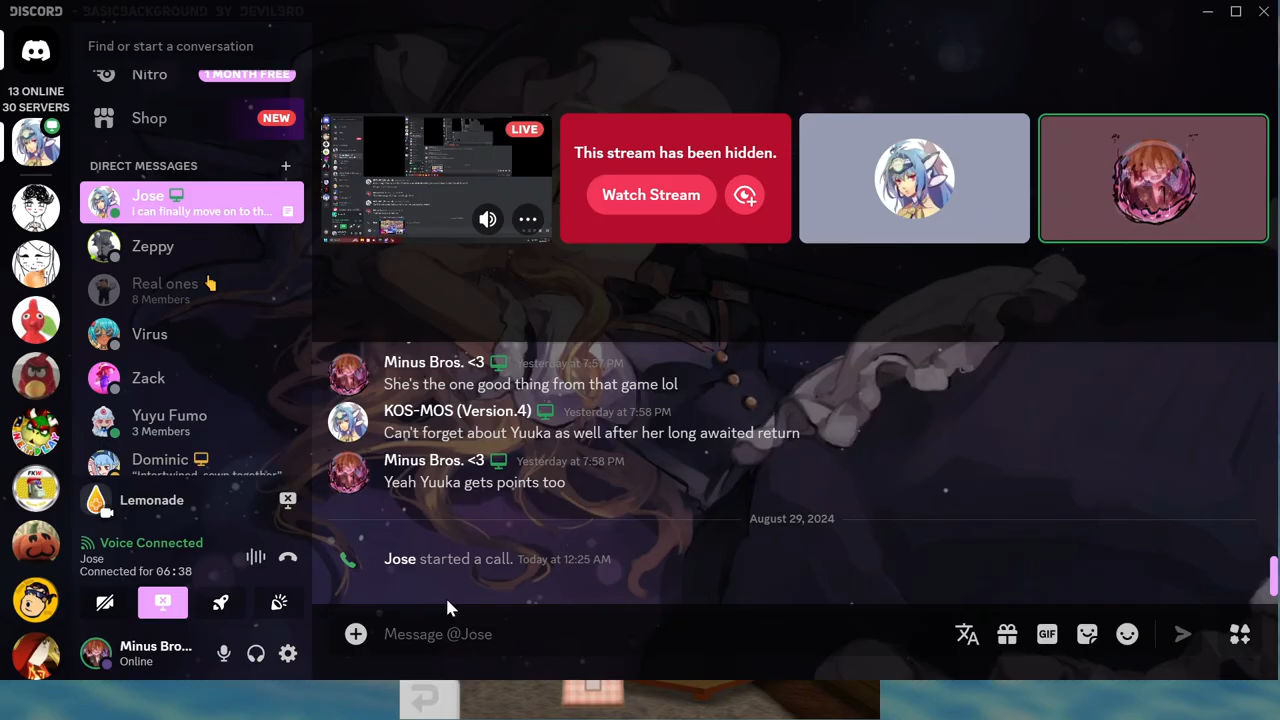 DISCORD - BASICBACKGROUND BY DEVIL3RD
Find or start a conversation
Nitro
1 MONTH FREE
13 ONLINE
30 SERVERS
Shop
NEW
DIRECT MESSAGES
Jose
i can finally move on to th...
Zeppy
Real ones 👆
8 Members
Virus
Zack
Yuyu Fumo
3 Members
Dominic
Lemonade
Voice Connected
Jose
Connected for 06:38
Minus Bro...
Online
LIVE
This stream has been hidden.
Watch Stream
Minus Bros. <3 Yesterday at 7:57 PM
She's the one good thing from that game lol
KOS-MOS (Version.4) Yesterday at 7:58 PM
Can't forget about Yuuka as well after her long awaited return
Minus Bros. <3 Yesterday at 7:58 PM
Yeah Yuuka gets points too
August 29, 2024
Jose started a call. Today at 12:25 AM
Message @Jose
GIF